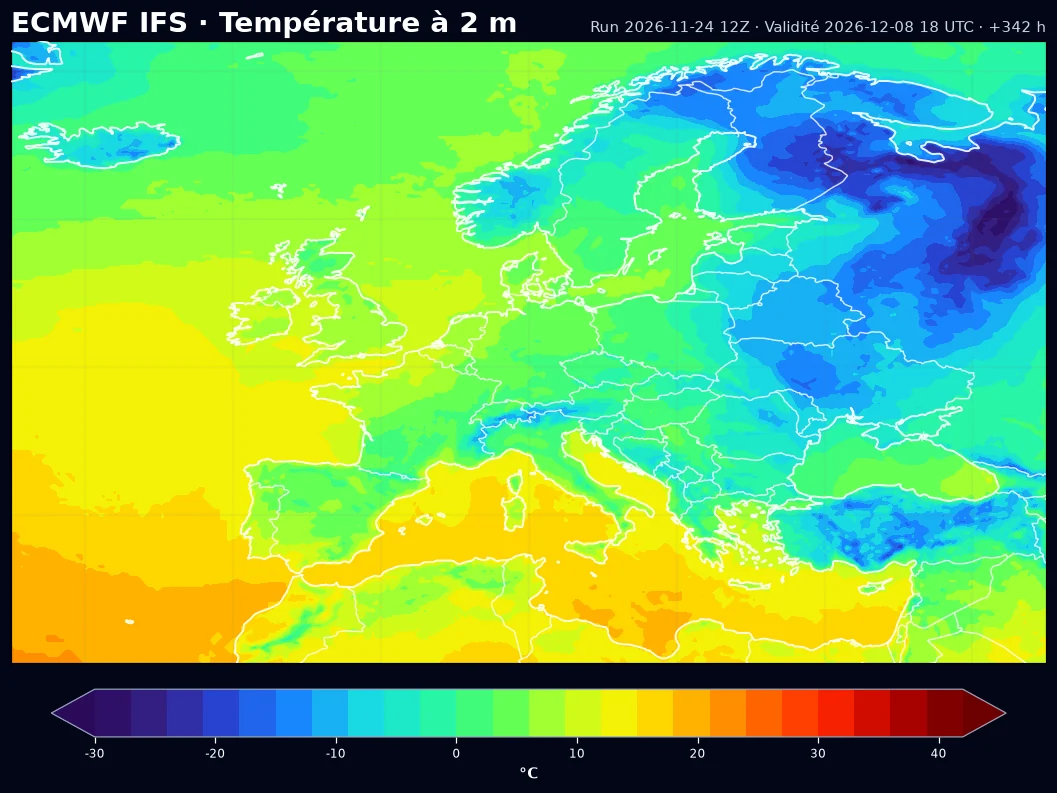 ECMWF IFS · Température à 2 m
Run 2026-11-24 12Z · Validité 2026-12-08 18 UTC · +342 h
-30 -20 -10 0 10 20 30 40
°C